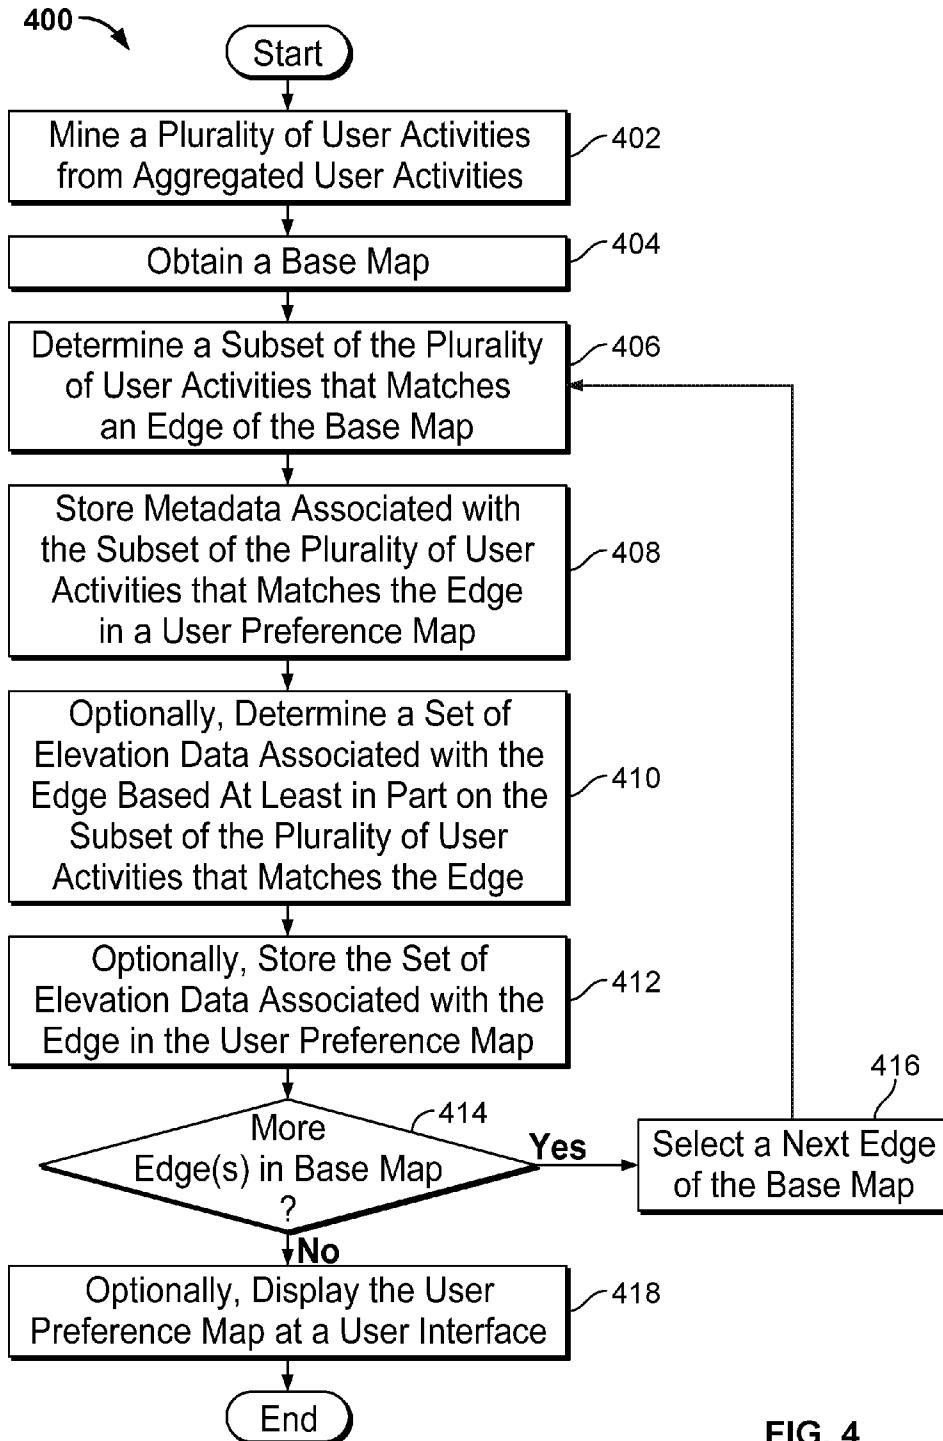 400
Start
Mine a Plurality of User Activities
from Aggregated User Activities
402
Obtain a Base Map
404
Determine a Subset of the Plurality
of User Activities that Matches
an Edge of the Base Map
406
Store Metadata Associated with
the Subset of the Plurality of User
Activities that Matches the Edge
in a User Preference Map
408
Optionally, Determine a Set of
Elevation Data Associated with the
Edge Based At Least in Part on the
Subset of the Plurality of User
Activities that Matches the Edge
410
Optionally, Store the Set of
Elevation Data Associated with the
Edge in the User Preference Map
412
More
Edge(s) in Base Map
?
414
Yes
Select a Next Edge
of the Base Map
416
No
Optionally, Display the User
Preference Map at a User Interface
418
End
FIG. 4